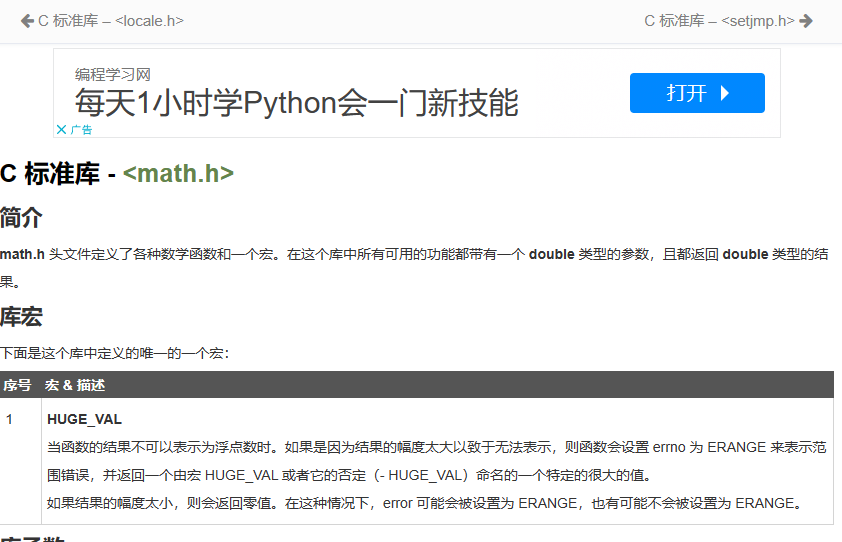 C 标准库 – <locale.h>
C 标准库 – <setjmp.h>
编程学习网
每天1小时学Python会一门新技能
打开
广告
C 标准库 - <math.h>
简介
math.h 头文件定义了各种数学函数和一个宏。在这个库中所有可用的功能都带有一个 double 类型的参数，且都返回 double 类型的结
果。
库宏
下面是这个库中定义的唯一的一个宏：
序号 宏 & 描述
1 HUGE_VAL
当函数的结果不可以表示为浮点数时。如果是因为结果的幅度太大以致于无法表示，则函数会设置 errno 为 ERANGE 来表示范
围错误，并返回一个由宏 HUGE_VAL 或者它的否定（- HUGE_VAL）命名的一个特定的很大的值。
如果结果的幅度太小，则会返回零值。在这种情况下，error 可能会被设置为 ERANGE，也有可能不会被设置为 ERANGE。